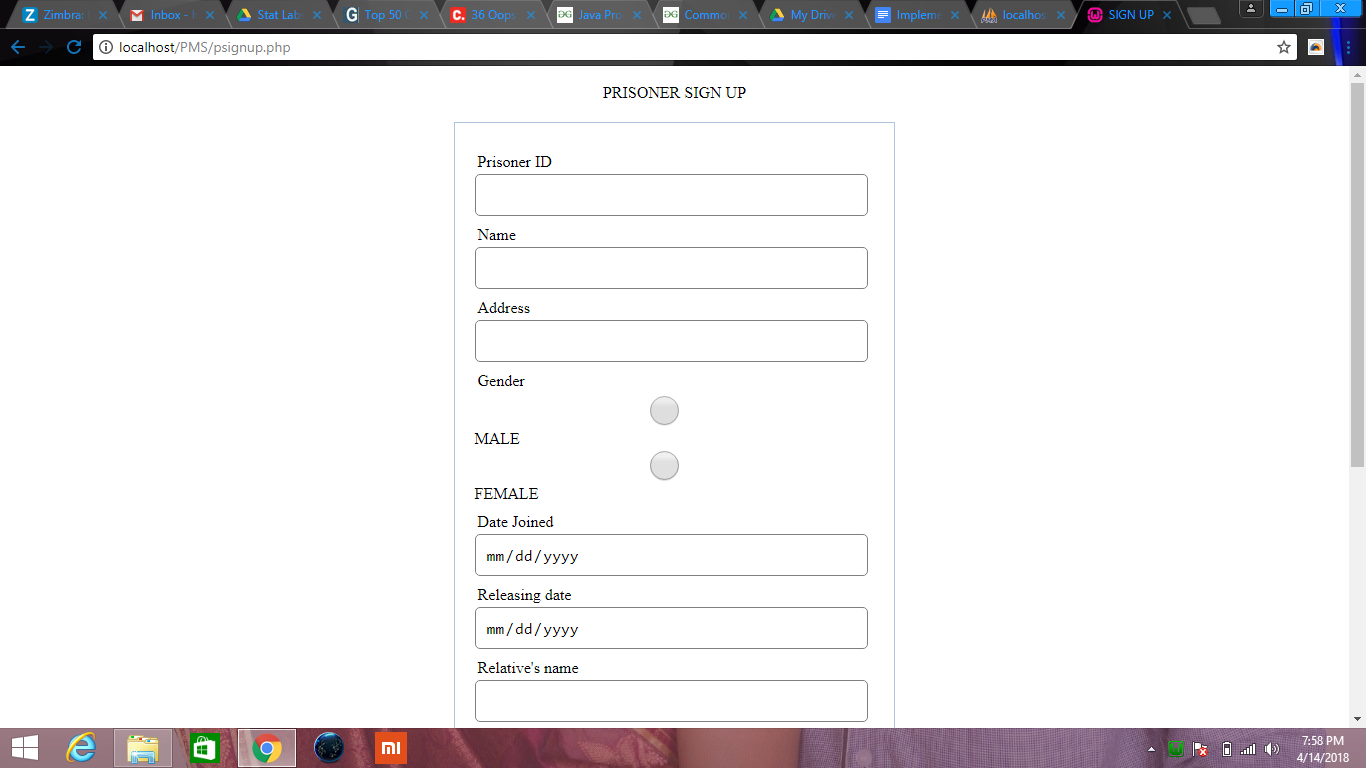 Zimbra Inbox - Stat Lab Top 50 36 Oops Java Pro Commo My Drive Implem localhos SIGN UP
localhost/PMS/psignup.php
PRISONER SIGN UP
Prisoner ID
Name
Address
Gender
MALE
FEMALE
Date Joined
mm/dd/yyyy
Releasing date
mm/dd/yyyy
Relative's name
7:58 PM
4/14/2018